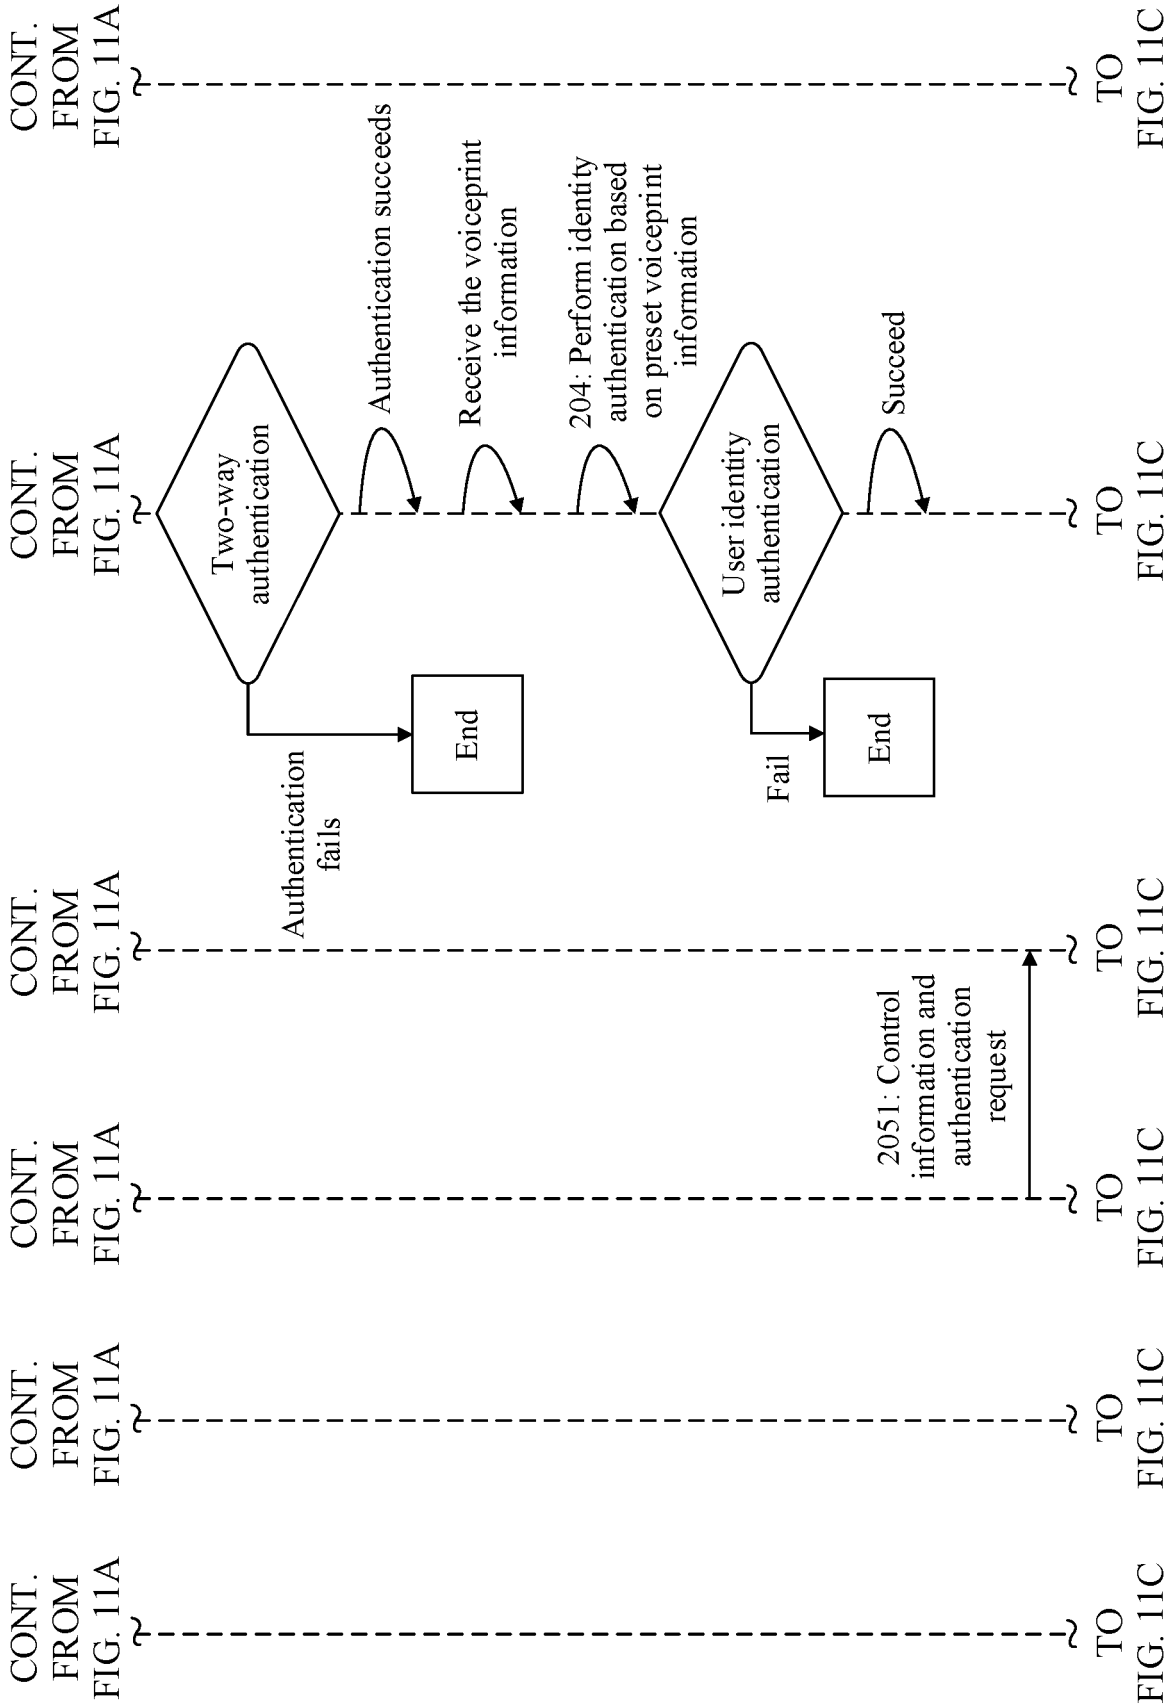 CONT.
FROM
FIG. 11A
CONT.
FROM
FIG. 11A
CONT.
FROM
FIG. 11A
CONT.
FROM
FIG. 11A
CONT.
FROM
FIG. 11A
CONT.
FROM
FIG. 11A
Two-way
authentication
Authentication
fails
Authentication succeeds
End
Receive the voiceprint
information
204: Perform identity
authentication based
on preset voiceprint
information
User identity
authentication
Fail
End
Succeed
2051: Control
information and
authentication
request
TO
FIG. 11C
TO
FIG. 11C
TO
FIG. 11C
TO
FIG. 11C
TO
FIG. 11C
TO
FIG. 11C